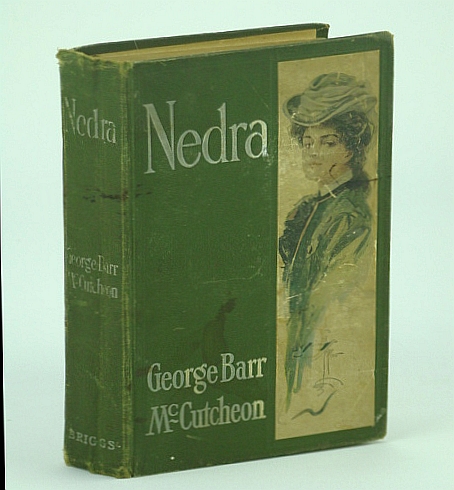 Nedra
George Barr
McCutcheon
BRIGGS
Nedra
George Barr
McCutcheon